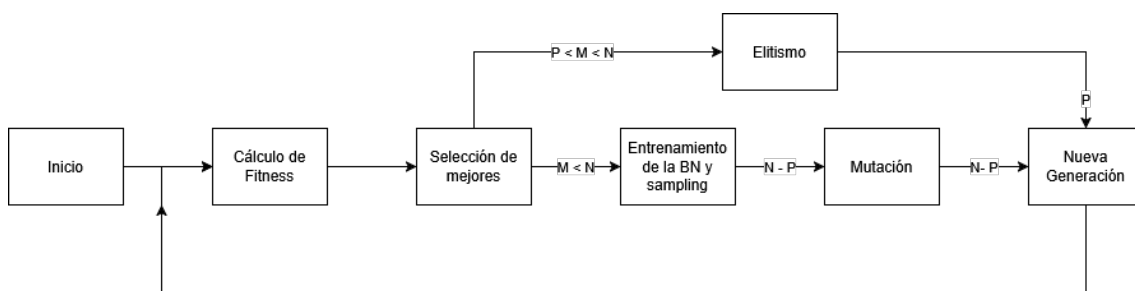 P < M < N
Elitismo
P
Inicio
Cálculo de
Fitness
Selección de
mejores
M < N
Entrenamiento
de la BN y
sampling
N - P
Mutación
N- P
Nueva
Generación